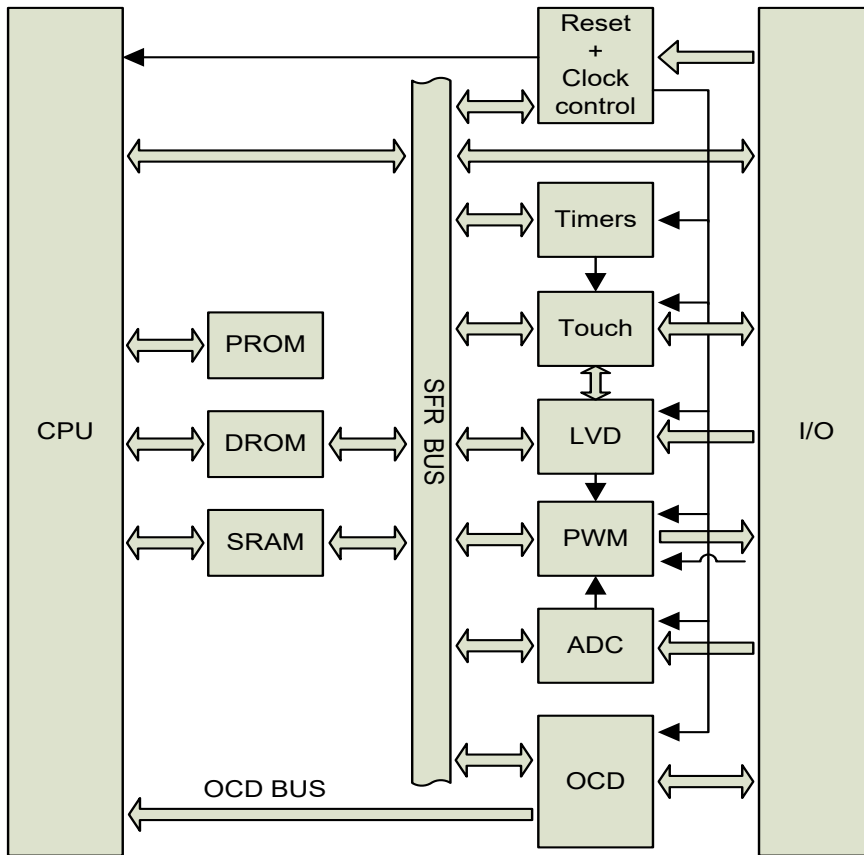 Reset
+
Clock
control
Timers
Touch
PROM
SFR BUS
CPU
DROM
LVD
I/O
SRAM
PWM
ADC
OCD
OCD BUS